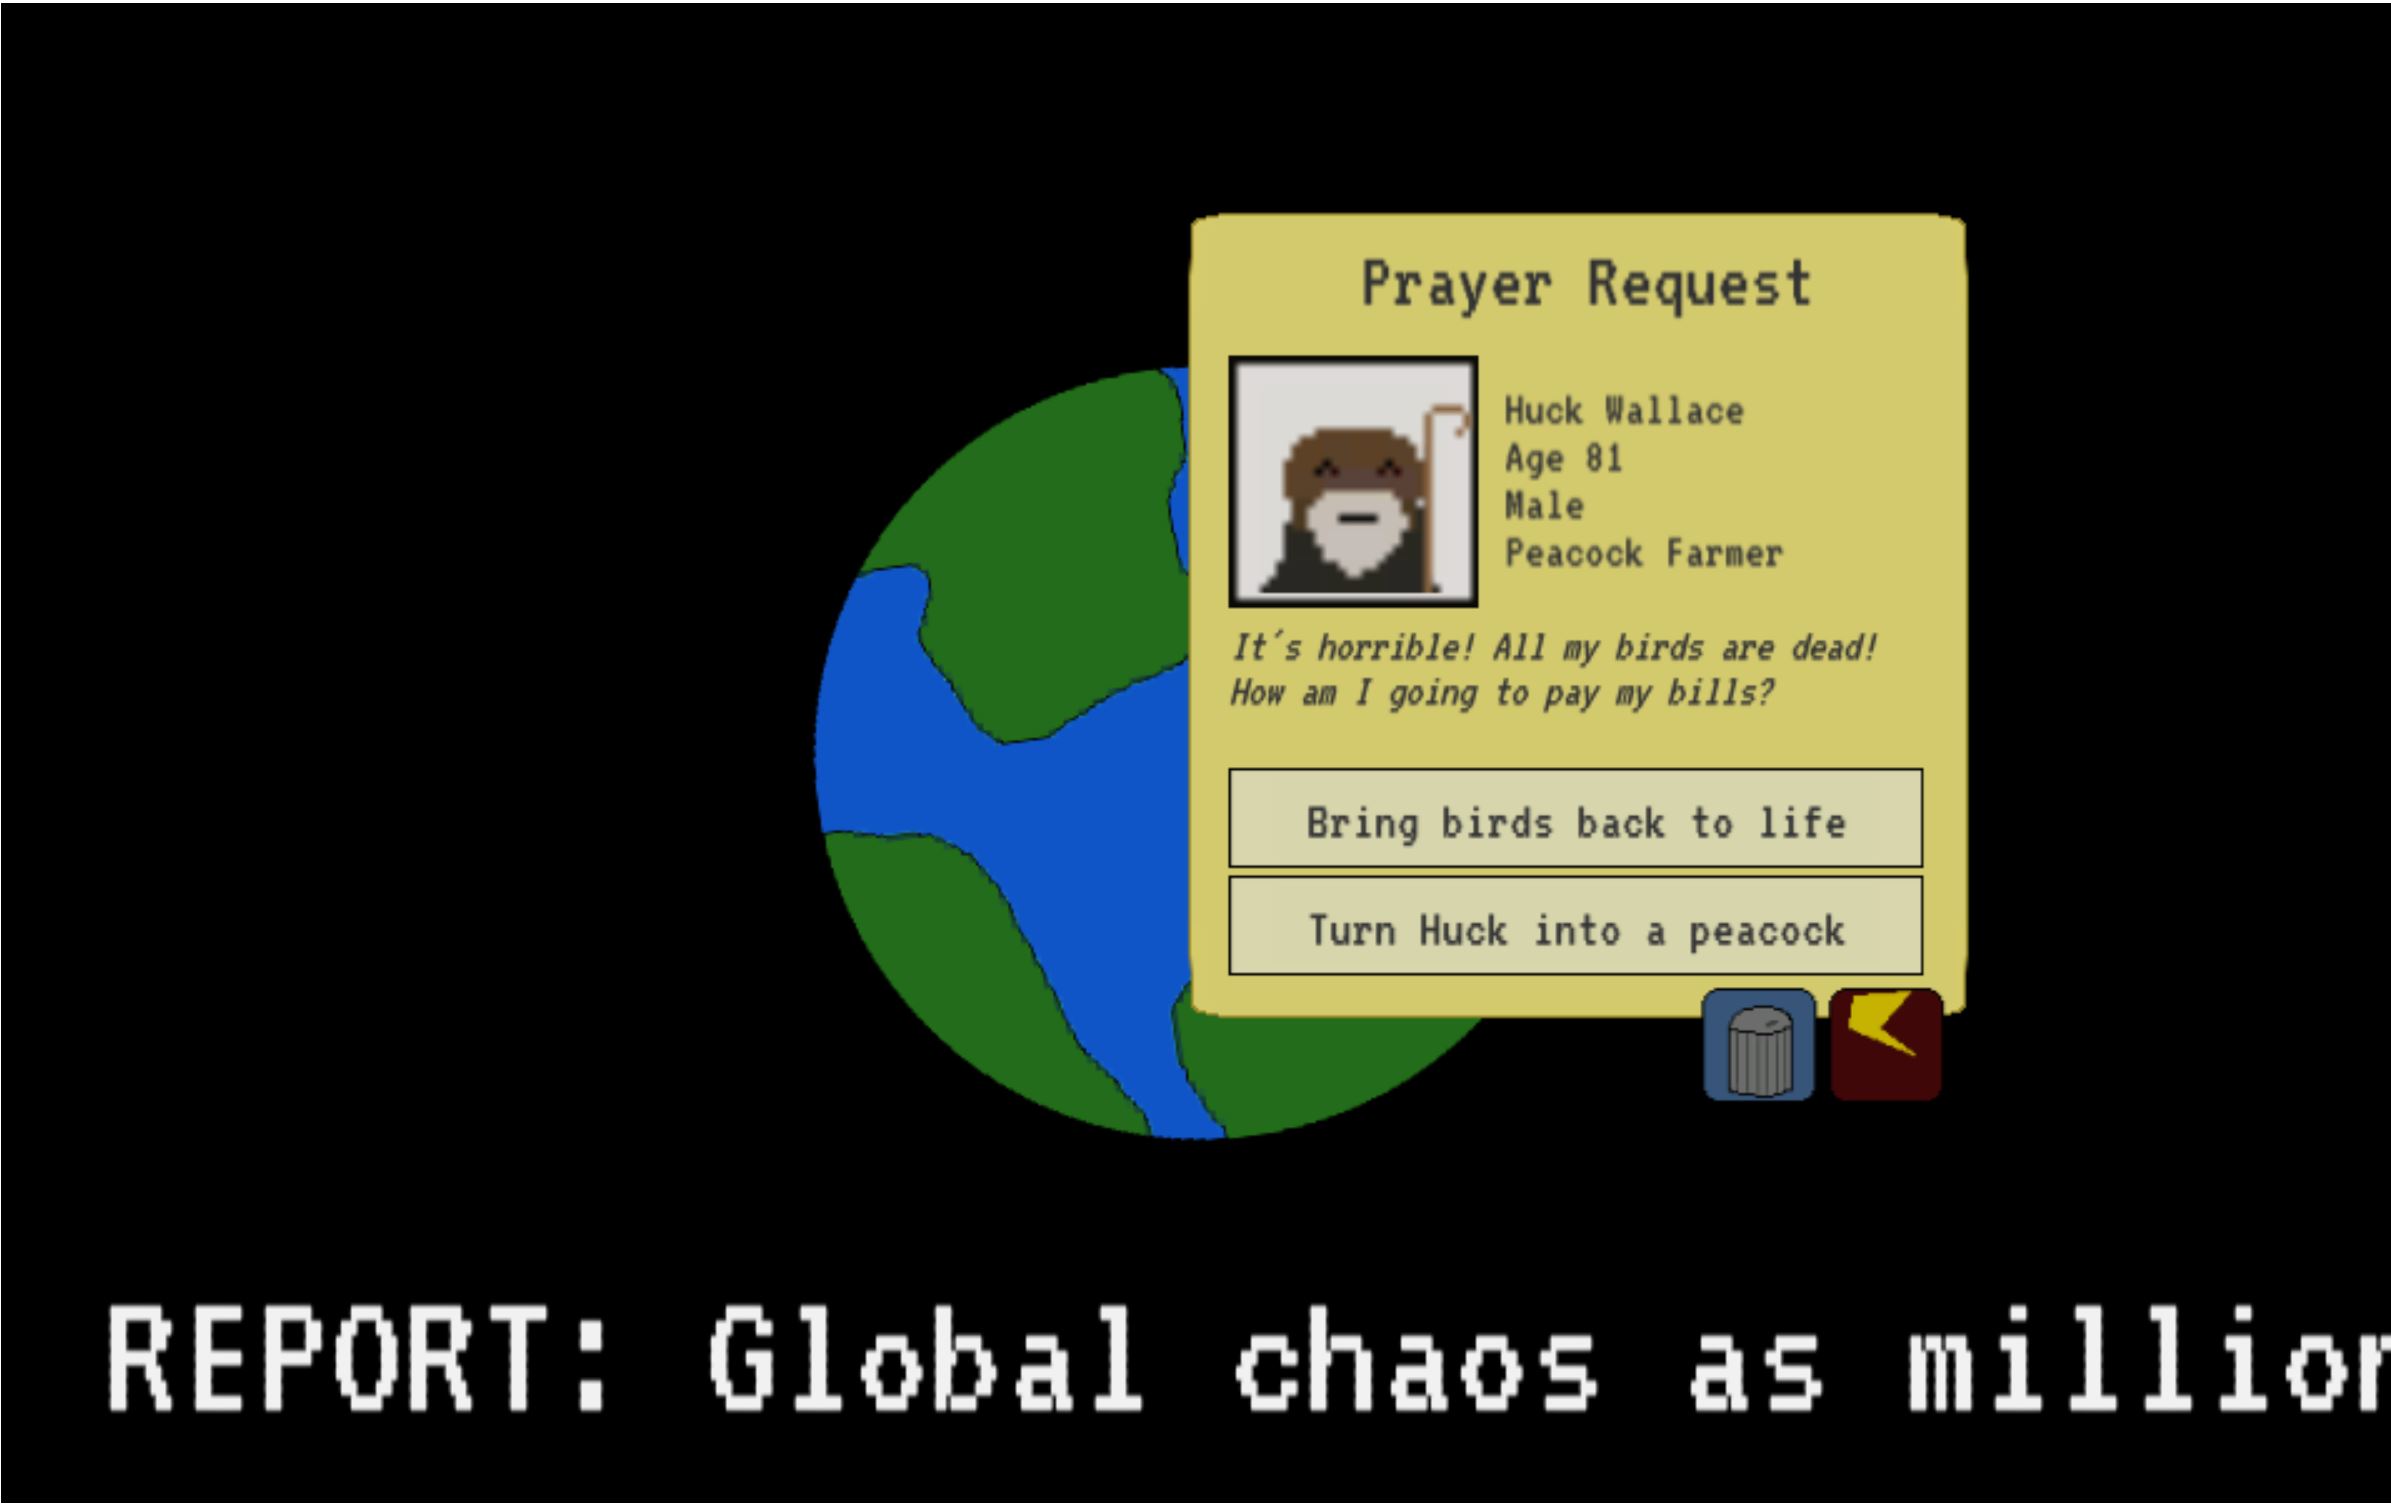 Prayer Request
Huck Wallace
Age 81
Male
Peacock Farmer
It's horrible! All my birds are dead!
How am I going to pay my bills?
Bring birds back to life
Turn Huck into a peacock
REPORT: Global chaos as million